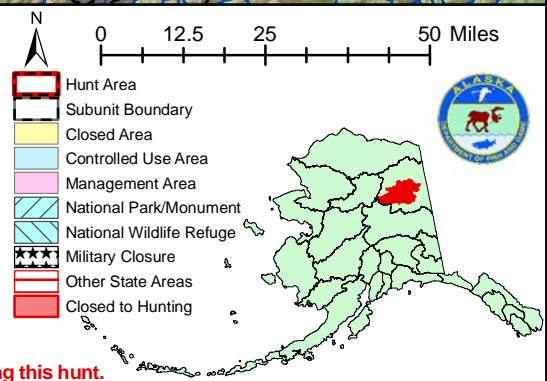 N
0 12.5 25 50 Miles
Hunt Area
Subunit Boundary
Closed Area
Controlled Use Area
Management Area
National Park/Monument
National Wildlife Refuge
Military Closure
Other State Areas
Closed to Hunting
ALASKA
DEPARTMENT OF FISH AND GAME
ng this hunt.